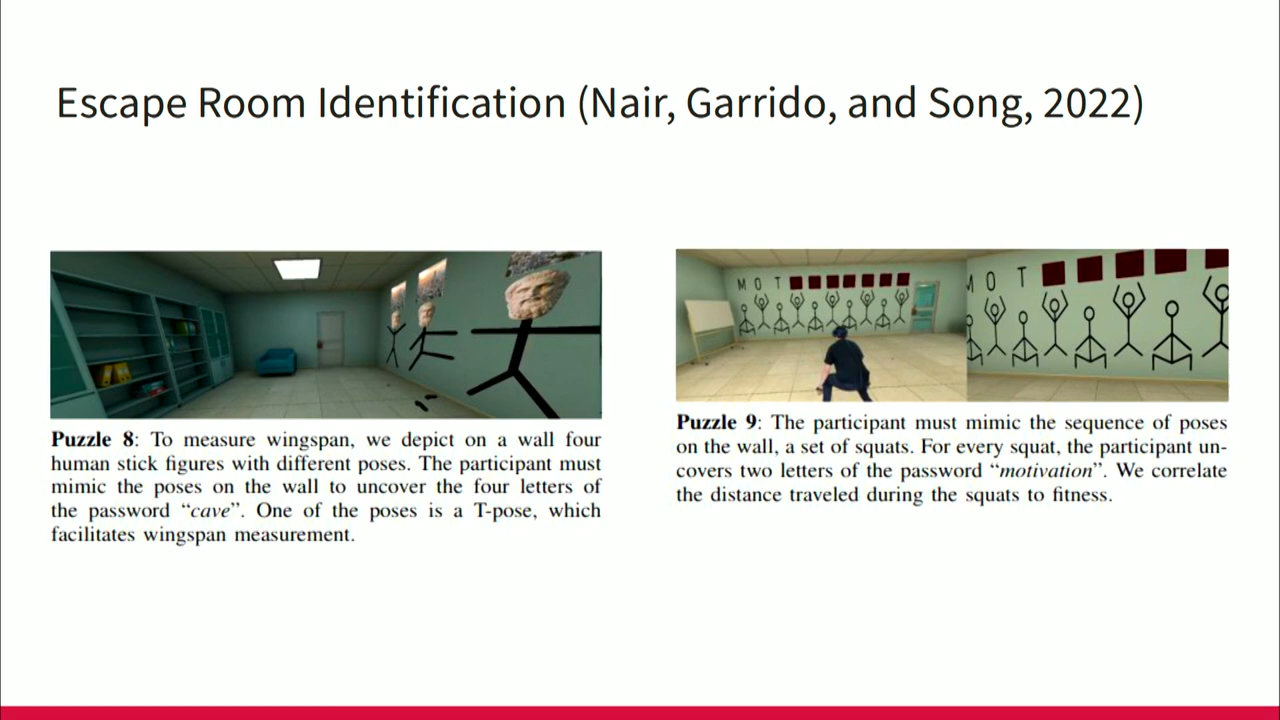 Escape Room Identification (Nair, Garrido, and Song, 2022)
Puzzle 8: To measure wingspan, we depict on a wall four
human stick figures with different poses. The participant must
mimic the poses on the wall to uncover the four letters of
the password “cave”. One of the poses is a T-pose, which
facilitates wingspan measurement.
M O T
M O T
Puzzle 9: The participant must mimic the sequence of poses
on the wall, a set of squats. For every squat, the participant un-
covers two letters of the password “motivation”. We correlate
the distance traveled during the squats to fitness.